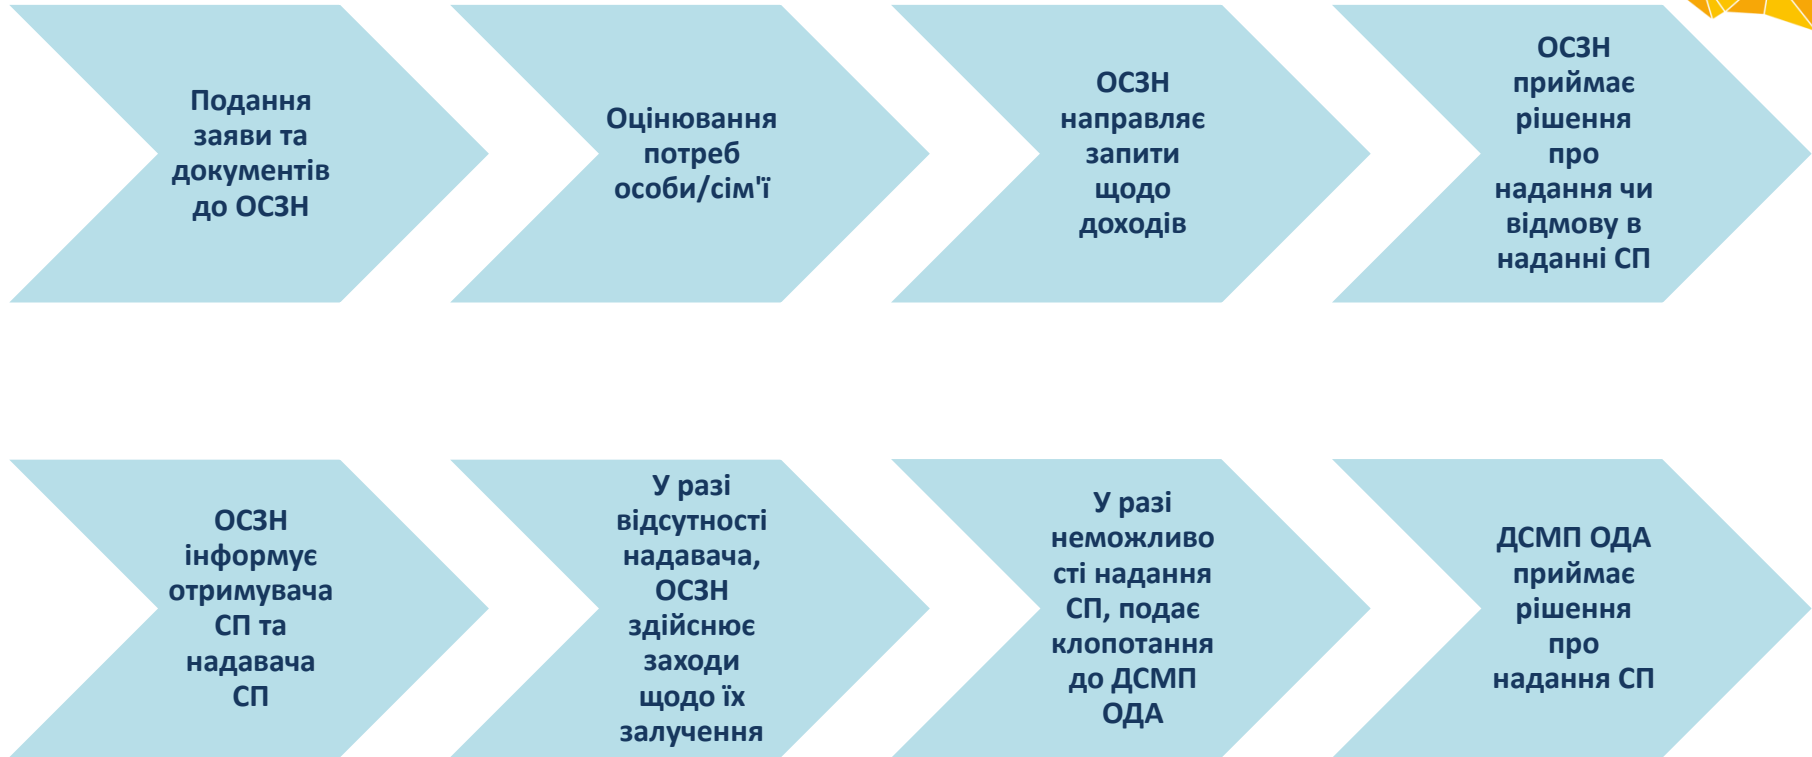 Подання
заяви та
документів
до ОСЗН
Оцінювання
потреб
особи/сім'ї
ОСЗН
направляє
запити
щодо
доходів
ОСЗН
приймає
рішення
про
надання чи
відмову в
наданні СП
ОСЗН
інформує
отримувача
СП та
надавача
СП
У разі
відсутності
надавача,
ОСЗН
здійснює
заходи
щодо їх
залучення
У разі
неможливо
сті надання
СП, подає
клопотання
до ДСМП
ОДА
ДСМП ОДА
приймає
рішення
про
надання СП